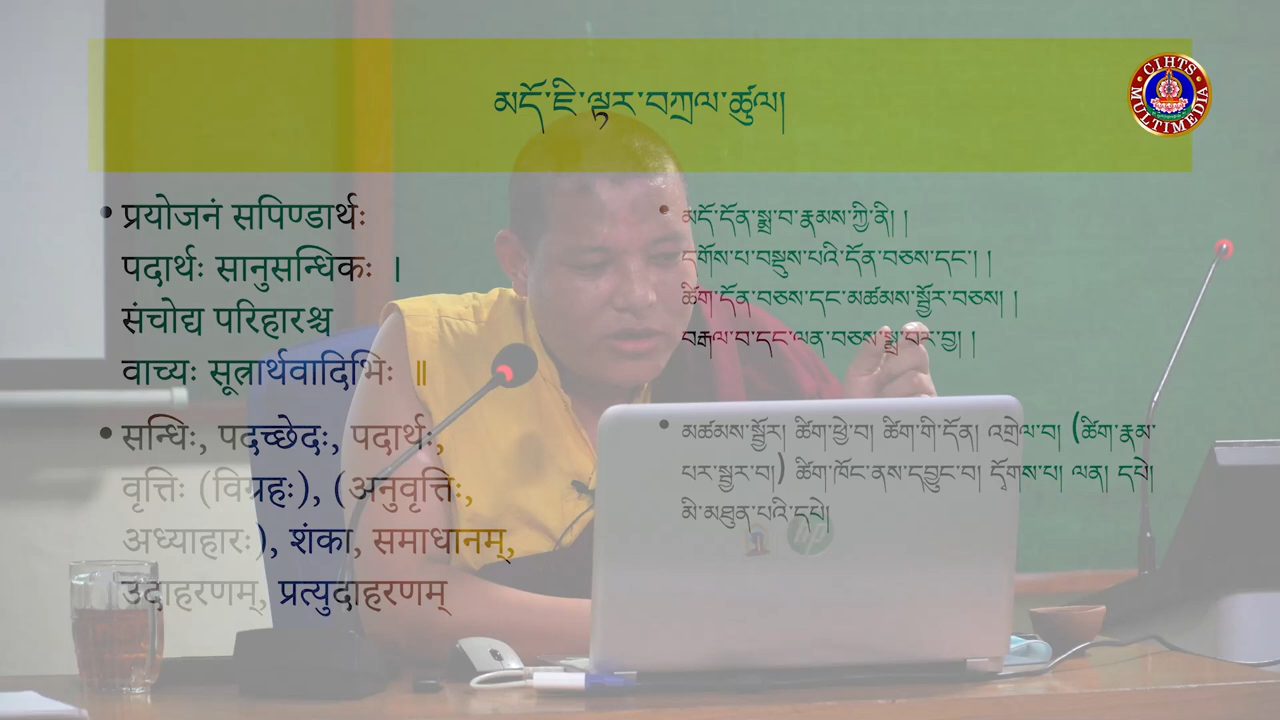 མདོ་ཇི་ལྟར་བཀྲལ་ཚུལ།
CIHTS MULTIMEDIA
• प्रयोजनं सपिण्डार्थः
पदार्थः सानुसन्धिकः ।
संचोद्य परिहारश्च
वाच्यः सूत्रार्थवादिभिः ॥
• सन्धिः, पदच्छेदः, पदार्थः,
वृत्तिः (विग्रहः), (अनुवृत्तिः,
अध्याहारः), शंका, समाधानम्,
उदाहरणम्, प्रत्युदाहरणम्
• མདོ་དོན་སྨྲ་བ་རྣམས་ཀྱི་ནི། །
དགོས་པ་བསྡུས་པའི་དོན་བཅས་དང་། །
ཚིག་དོན་བཅས་དང་མཚམས་སྦྱོར་བཅས། །
བརྒལ་བ་དང་ལན་བཅས་སྨྲ་བར་བྱ། །
• མཚམས་སྦྱོར། ཚིག་ཕྱེ་བ། ཚིག་གི་དོན། འགྲེལ་བ། (ཚིག་རྣམ་
པར་སྦྱར་བ།) ཚིག་ཁོང་ནས་དབྱུང་བ། དྭོགས་པ། ལན། དཔེ།
མི་མཐུན་པའི་དཔེ།
hp